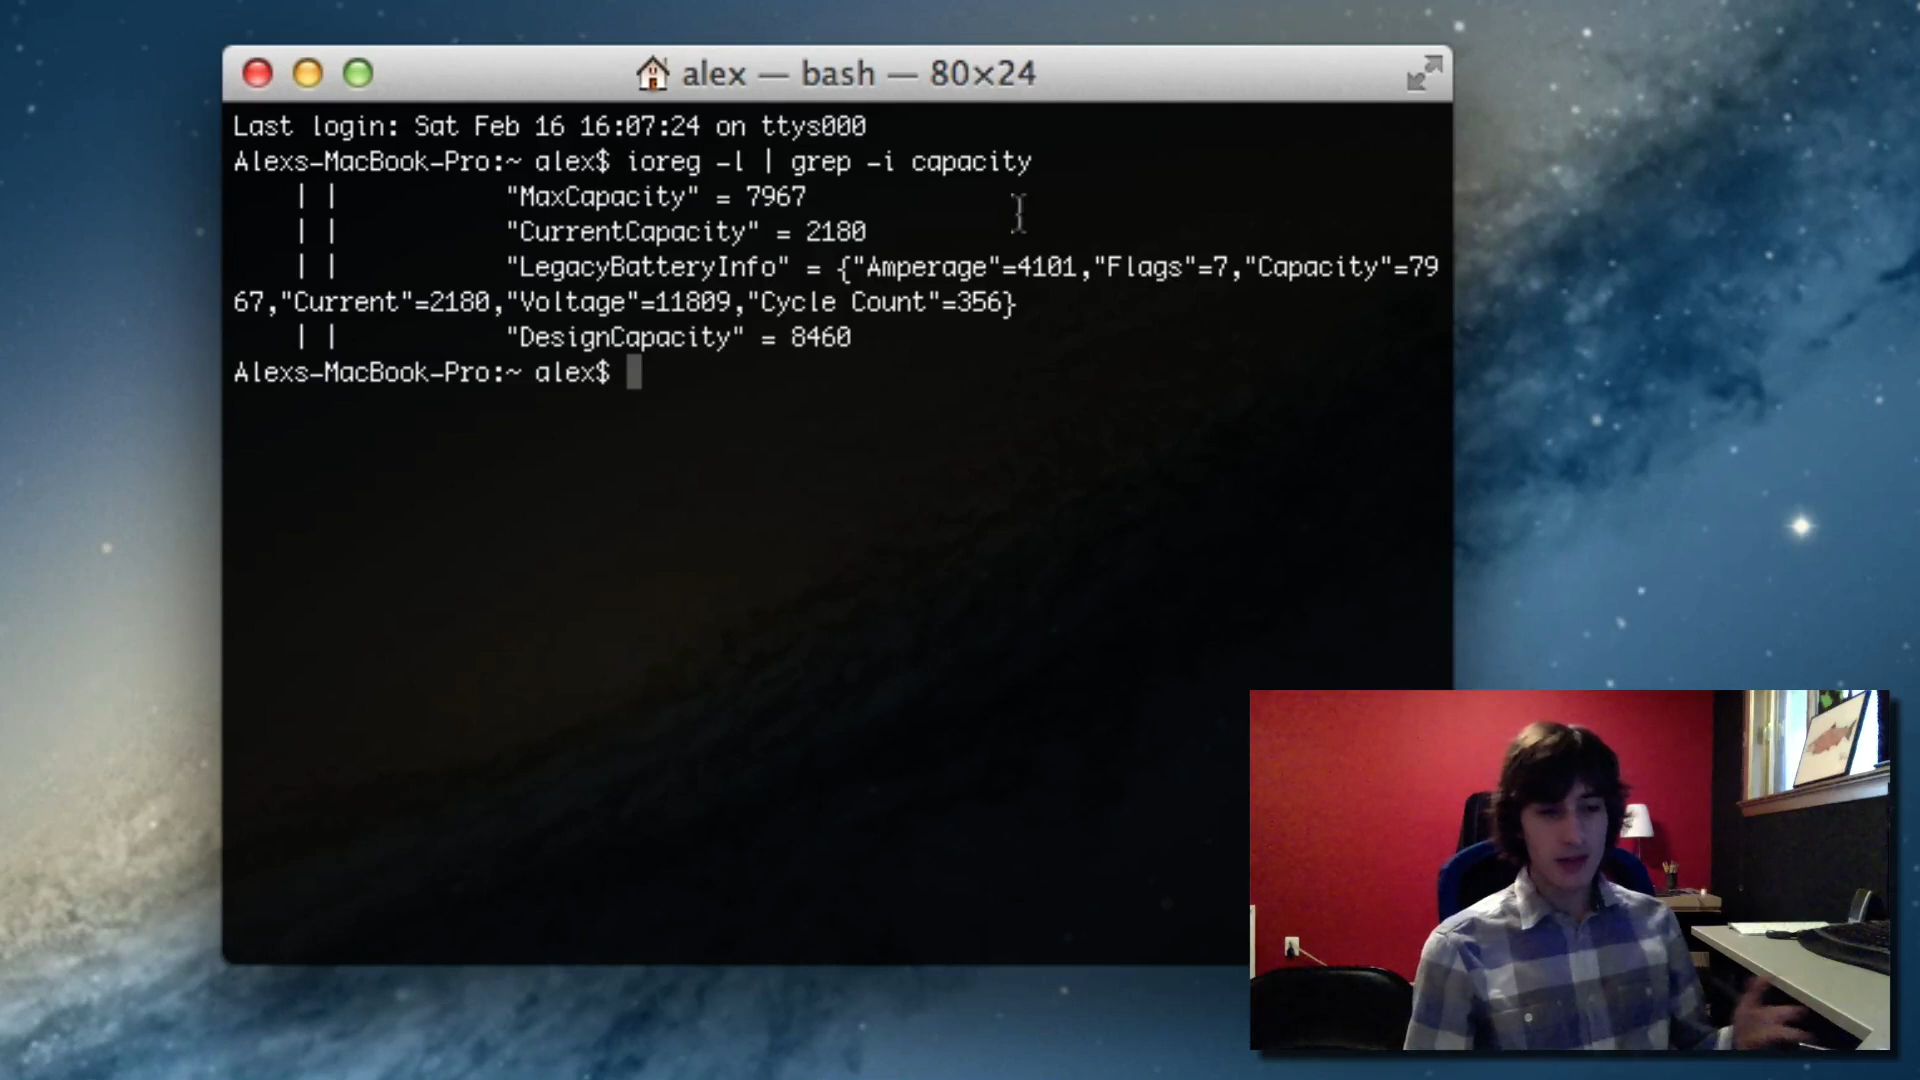 alex — bash — 80×24
Last login: Sat Feb 16 16:07:24 on ttys000
Alexs-MacBook-Pro:~ alex$ ioreg -l | grep -i capacity
| | "MaxCapacity" = 7967
| | "CurrentCapacity" = 2180
| | "LegacyBatteryInfo" = {"Amperage"=4101,"Flags"=7,"Capacity"=79
67,"Current"=2180,"Voltage"=11809,"Cycle Count"=356}
| | "DesignCapacity" = 8460
Alexs-MacBook-Pro:~ alex$